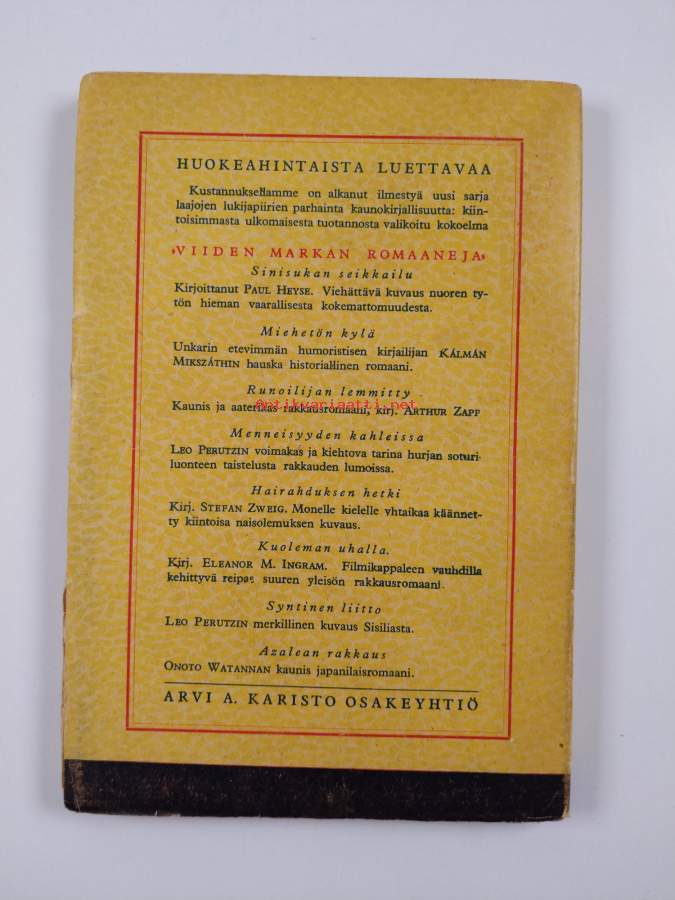 HUOKEAHINTAISTA LUETTAVAA
Kustannuksellamme on alkanut ilmestyä uusi sarja
laajojen lukijapiirien parhainta kaunokirjallisuutta: kiin-
toisimmasta ulkomaisesta tuotannosta valikoitu kokoelma
»VIIDEN MARKAN ROMAANEJA»
Sinisukan seikkailu
Kirjoittanut PAUL HEYSE. Viehättävä kuvaus nuoren ty-
tön hieman vaarallisesta kokemattomuudesta.
Miehetön kylä
Unkarin etevimmän humoristisen kirjailijan KÁLMÁN
MIKSZÁTHIN hauska historiallinen romaani.
Runoilijan lemmitty
antikvariaatti.net
Kaunis ja aaterikas rakkausromaani, kirj. ARTHUR ZAPP
Menneisyyden kahleissa
LEO PERUTZIN voimakas ja kiehtova tarina hurjan soturi-
luonteen taistelusta rakkauden lumoissa.
Hairahduksen hetki
Kirj. STEFAN ZWEIG. Monelle kielelle yhtaikaa käännet-
ty kiintoisa naisolemuksen kuvaus.
Kuoleman uhalla.
Kirj. ELEANOR M. INGRAM. Filmikappaleen vauhdilla
kehittyvä reipas suuren yleisön rakkausromaani.
Syntinen liitto
LEO PERUTZIN merkillinen kuvaus Sisiliasta.
Azalean rakkaus
ONOTO WATANNAN kaunis japanilaisromaani.
ARVI A. KARISTO OSAKEYHTIÖ